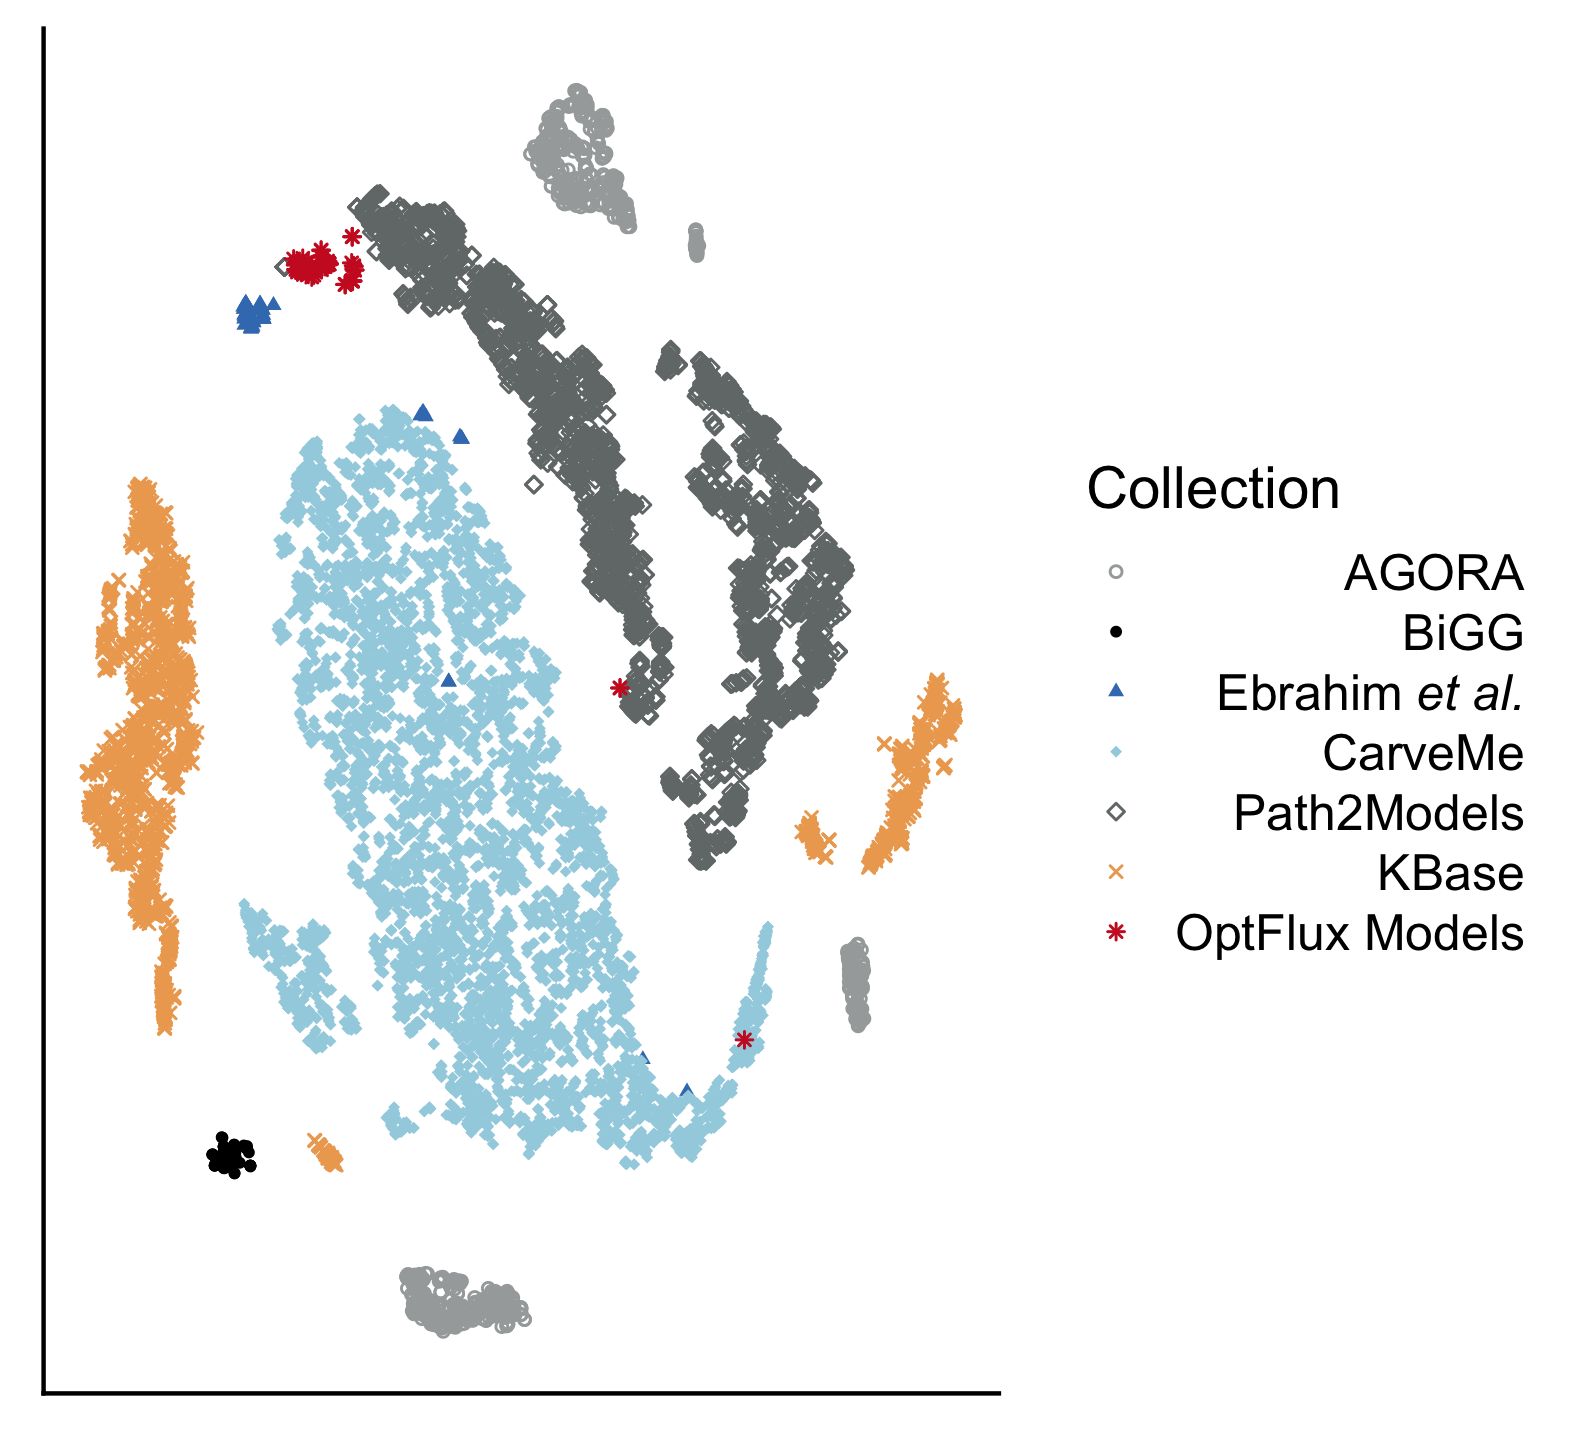 Collection
AGORA
BiGG
Ebrahim et al.
CarveMe
Path2Models
KBase
OptFlux Models